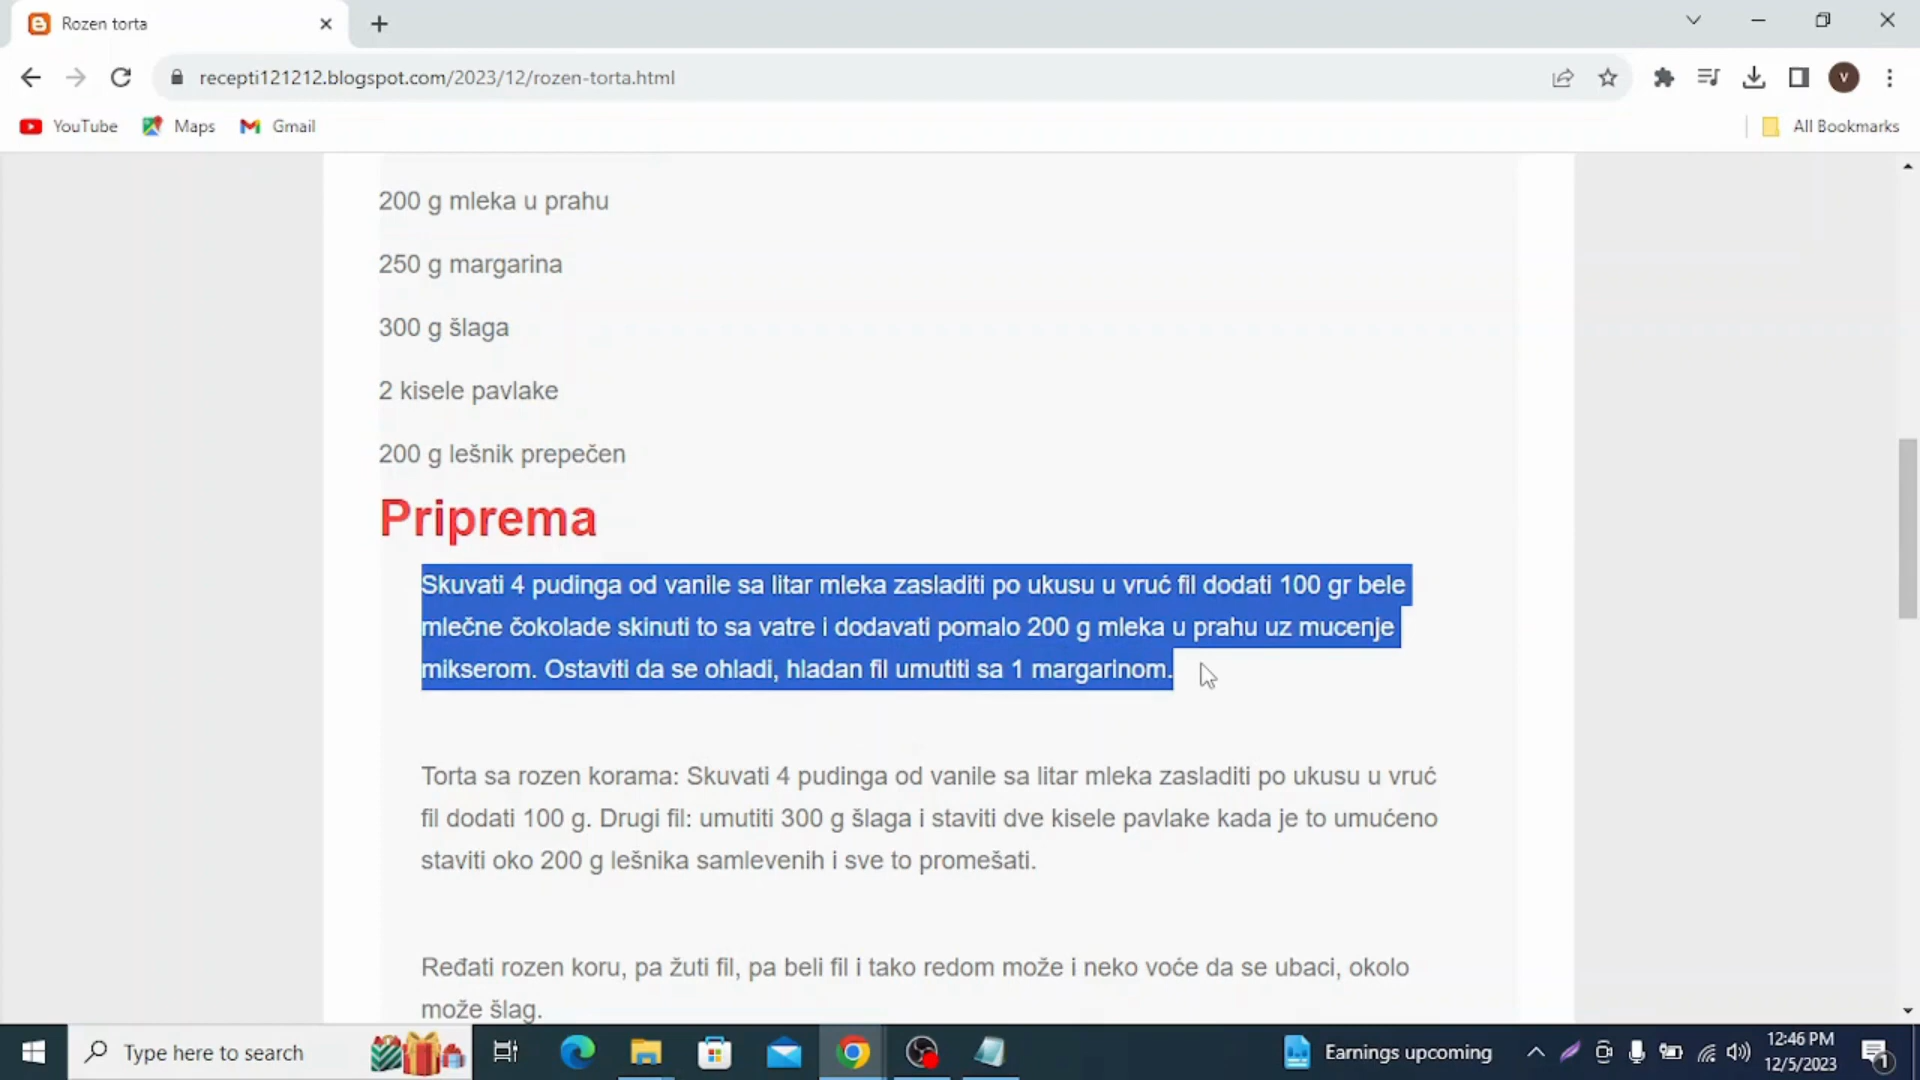 Rozen torta
recepti121212.blogspot.com/2023/12/rozen-torta.html
V
YouTube
Maps
Gmail
All Bookmarks
200 g mleka u prahu
250 g margarina
300 g šlaga
2 kisele pavlake
200 g lešnik prepečen
Priprema
Skuvati 4 pudinga od vanile sa litar mleka zasladiti po ukusu u vruć fil dodati 100 gr bele
mlečne čokolade skinuti to sa vatre i dodavati pomalo 200 g mleka u prahu uz mucenje
mikserom. Ostaviti da se ohladi, hladan fil umutiti sa 1 margarinom.
Torta sa rozen korama: Skuvati 4 pudinga od vanile sa litar mleka zasladiti po ukusu u vruć
fil dodati 100 g. Drugi fil: umutiti 300 g šlaga i staviti dve kisele pavlake kada je to umućeno
staviti oko 200 g lešnika samlevenih i sve to promešati.
Ređati rozen koru, pa žuti fil, pa beli fil i tako redom može i neko voće da se ubaci, okolo
može šlag.
Type here to search
Earnings upcoming
12:46 PM
12/5/2023
1